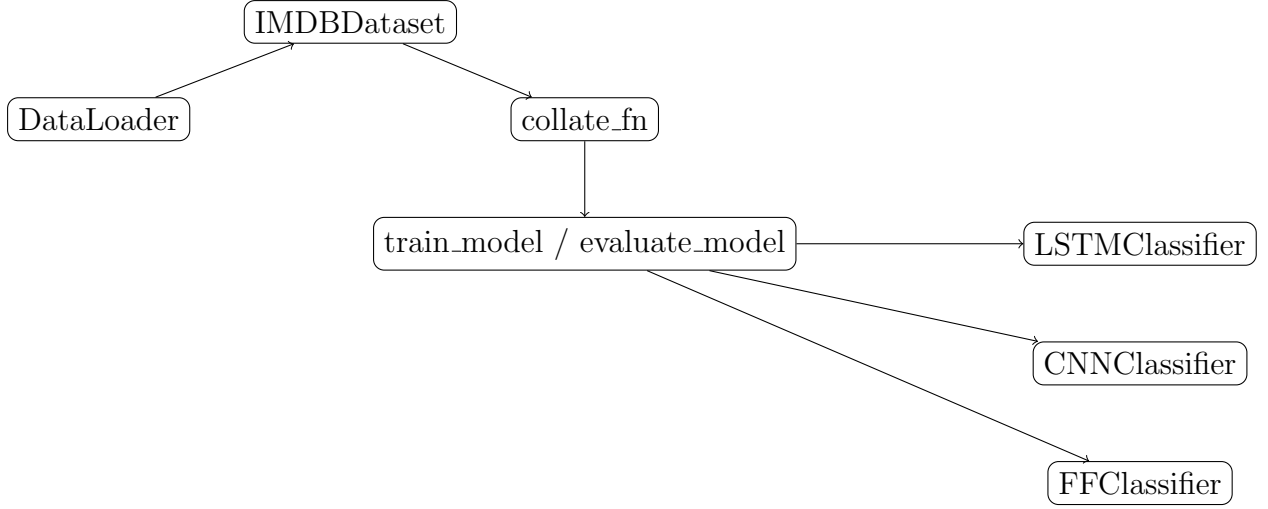 IMDBDataset
DataLoader
collate_fn
train_model / evaluate_model
LSTMClassifier
CNNClassifier
FFClassifier